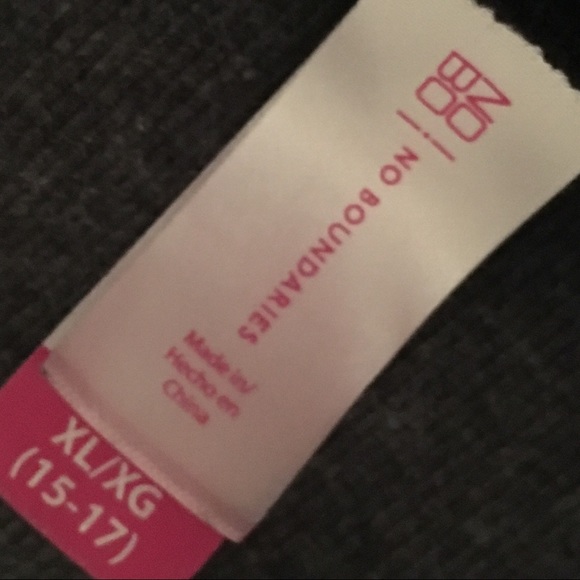 NO
BO
NO BOUNDARIES
Made in/
Hecho en
China
XL/XG
(15-17)